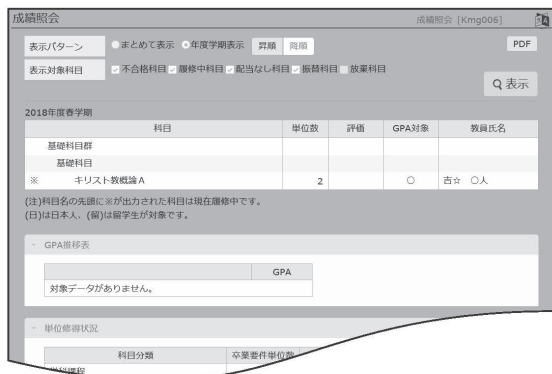 成績照会
成績照会 [Kmg006]
表示パターン まとめて表示 年度学期表示 昇順 降順 PDF
表示対象科目 不合格科目 履修中科目 配当なし科目 振替科目 放棄科目
表示
2018年度春学期
科目 単位数 評価 GPA対象 教員氏名
基礎科目群
基礎科目
※ キリスト教概論A 2 ○ 吉☆ ○人
(注)科目名の先頭に※が出力された科目は現在履修中です。
(日)は日本人、(留)は留学生が対象です。
- GPA推移表
GPA
対象データがありません。
- 単位修得状況
科目分類 卒業要件単位数